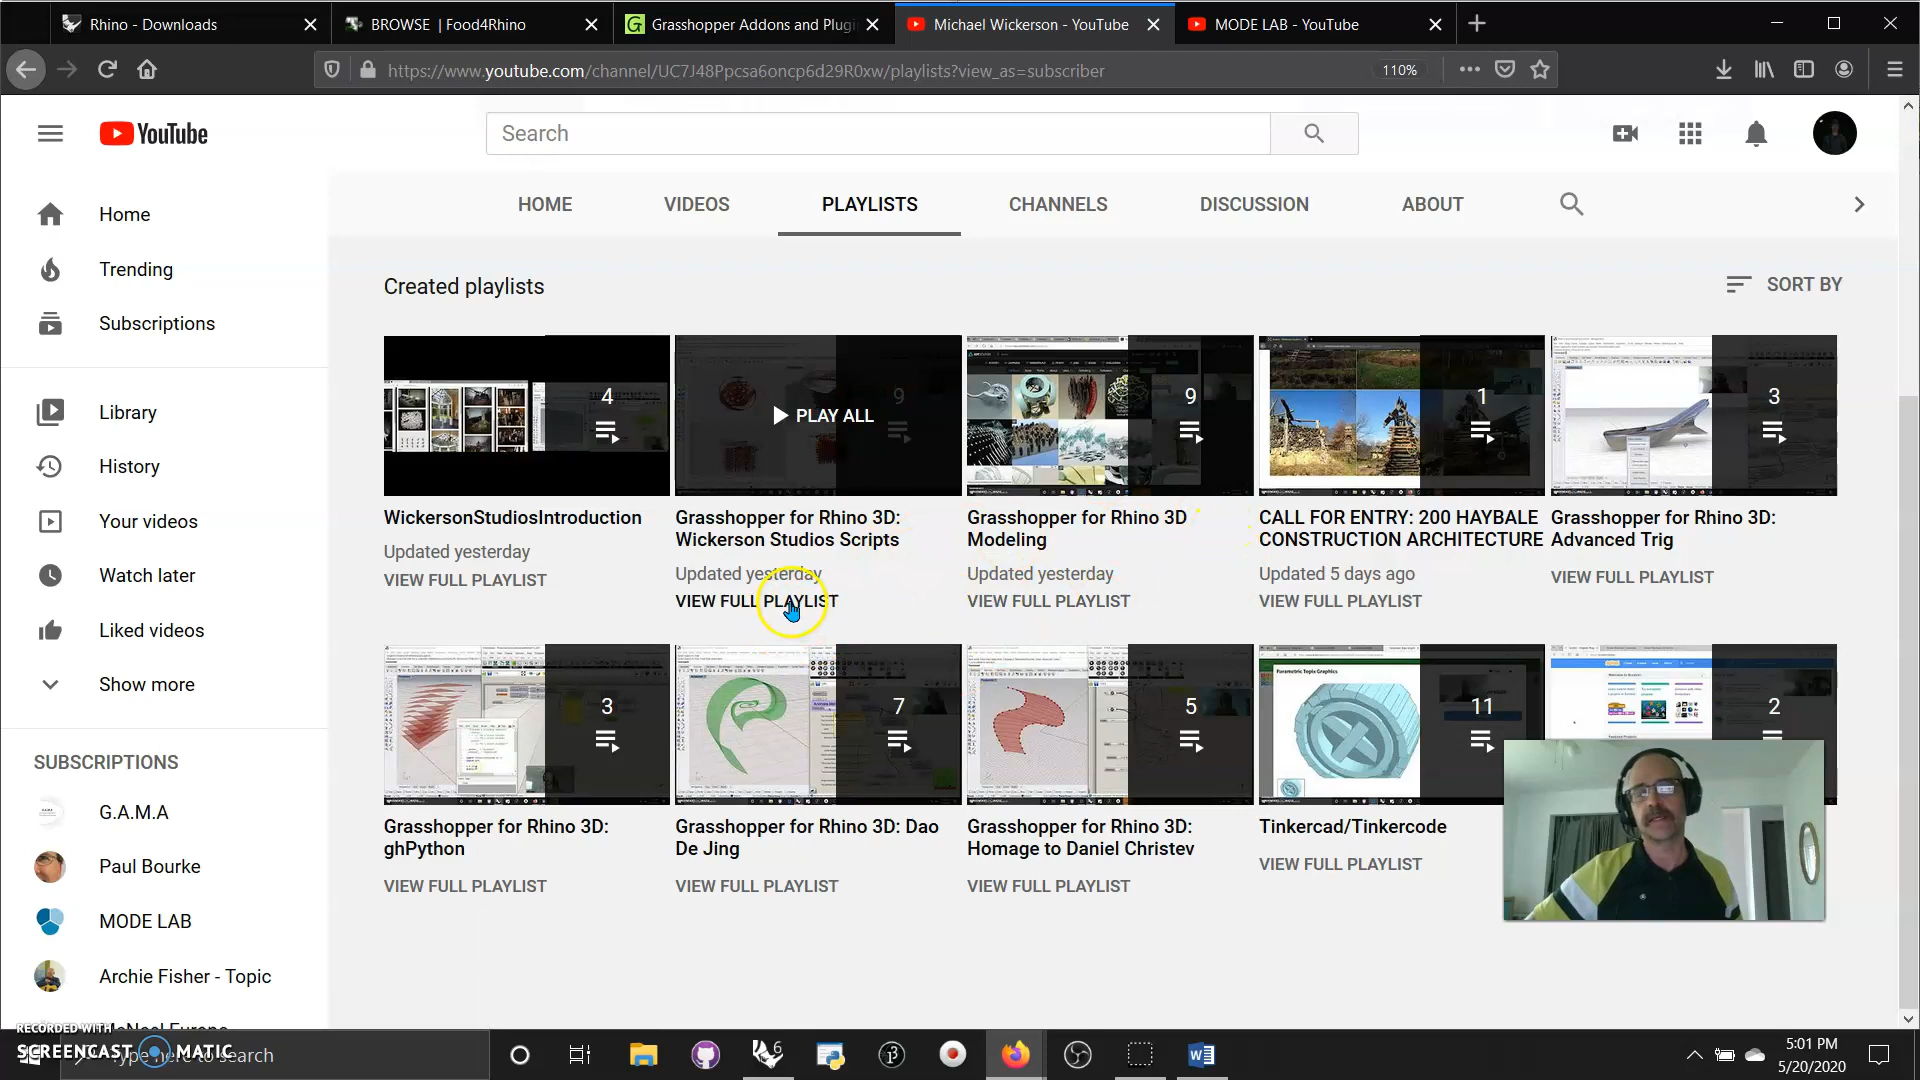 Rhino - Downloads
BROWSE | Food4Rhino
Grasshopper Addons and Plugin
Michael Wickerson - YouTube
MODE LAB - YouTube
https://www.youtube.com/channel/UC7J48Ppcsa6oncp6d29R0xw/playlists?view_as=subscriber
110%
YouTube
Search
Home
Trending
Subscriptions
Library
History
Your videos
Watch later
Liked videos
Show more
SUBSCRIPTIONS
G.A.M.A
Paul Bourke
MODE LAB
Archie Fisher - Topic
HOME
VIDEOS
PLAYLISTS
CHANNELS
DISCUSSION
ABOUT
Created playlists
SORT BY
4
WickersonStudiosIntroduction
Updated yesterday
VIEW FULL PLAYLIST
PLAY ALL
9
Grasshopper for Rhino 3D:
Wickerson Studios Scripts
Updated yesterday
VIEW FULL PLAYLIST
9
Grasshopper for Rhino 3D
Modeling
Updated yesterday
VIEW FULL PLAYLIST
1
CALL FOR ENTRY: 200 HAYBALE
CONSTRUCTION ARCHITECTURE
Updated 5 days ago
VIEW FULL PLAYLIST
3
Grasshopper for Rhino 3D:
Advanced Trig
VIEW FULL PLAYLIST
3
Grasshopper for Rhino 3D:
ghPython
VIEW FULL PLAYLIST
7
Grasshopper for Rhino 3D: Dao
De Jing
VIEW FULL PLAYLIST
5
Grasshopper for Rhino 3D:
Homage to Daniel Christev
VIEW FULL PLAYLIST
Parametric Topix Graphics
11
Tinkercad/Tinkercode
VIEW FULL PLAYLIST
2
RECORDED WITH
SCREENCAST MATIC
Type here to search
5:01 PM
5/20/2020